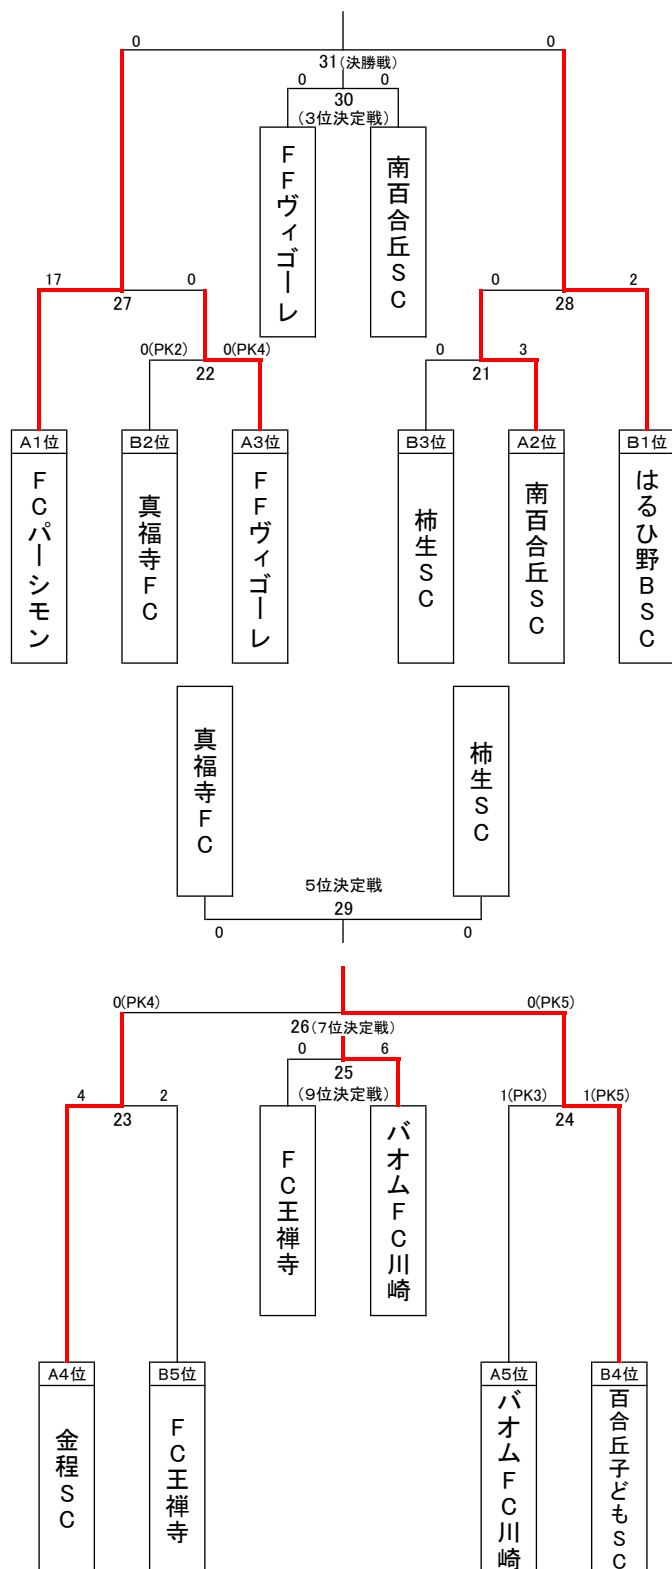 0 0
31(決勝戦)
0 0
30
(3位決定戦)
FFヴィゴーレ
南百合丘SC
17 0
27
0 2
28
0(PK2) 0(PK4)
22
0 3
21
A1位
FCパーシモン
B2位
真福寺FC
A3位
FFヴィゴーレ
B3位
柿生SC
A2位
南百合丘SC
B1位
はるひ野BSC
真福寺FC
柿生SC
5位決定戦
29
0 0
0(PK4) 0(PK5)
26(7位決定戦)
0 6
25
(9位決定戦)
FC王禅寺
バオムFC川崎
4 2
23
1(PK3) 1(PK5)
24
A4位
金程SC
B5位
FC王禅寺
A5位
バオムFC川崎
B4位
百合丘子どもSC